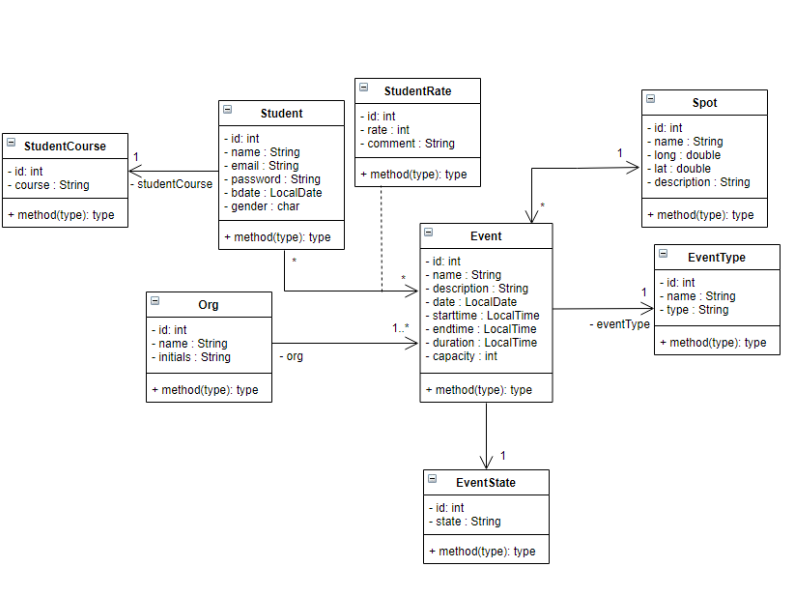 StudentCourse
- id: int
- course : String
+ method(type): type
1
- studentCourse
Student
- id: int
- name : String
- email : String
- password : String
- bdate : LocalDate
- gender : char
+ method(type): type
*
*
StudentRate
- id: int
- rate : int
- comment : String
+ method(type): type
Spot
- id: int
- name : String
- long : double
- lat : double
- description : String
+ method(type): type
1
*
Event
- id: int
- name : String
- description : String
- date : LocalDate
- starttime : LocalTime
- endtime : LocalTime
- duration : LocalTime
- capacity : int
+ method(type): type
EventType
- id: int
- name : String
- type : String
+ method(type): type
1
- eventType
Org
- id: int
- name : String
- initials : String
+ method(type): type
1..*
- org
1
EventState
- id: int
- state : String
+ method(type): type